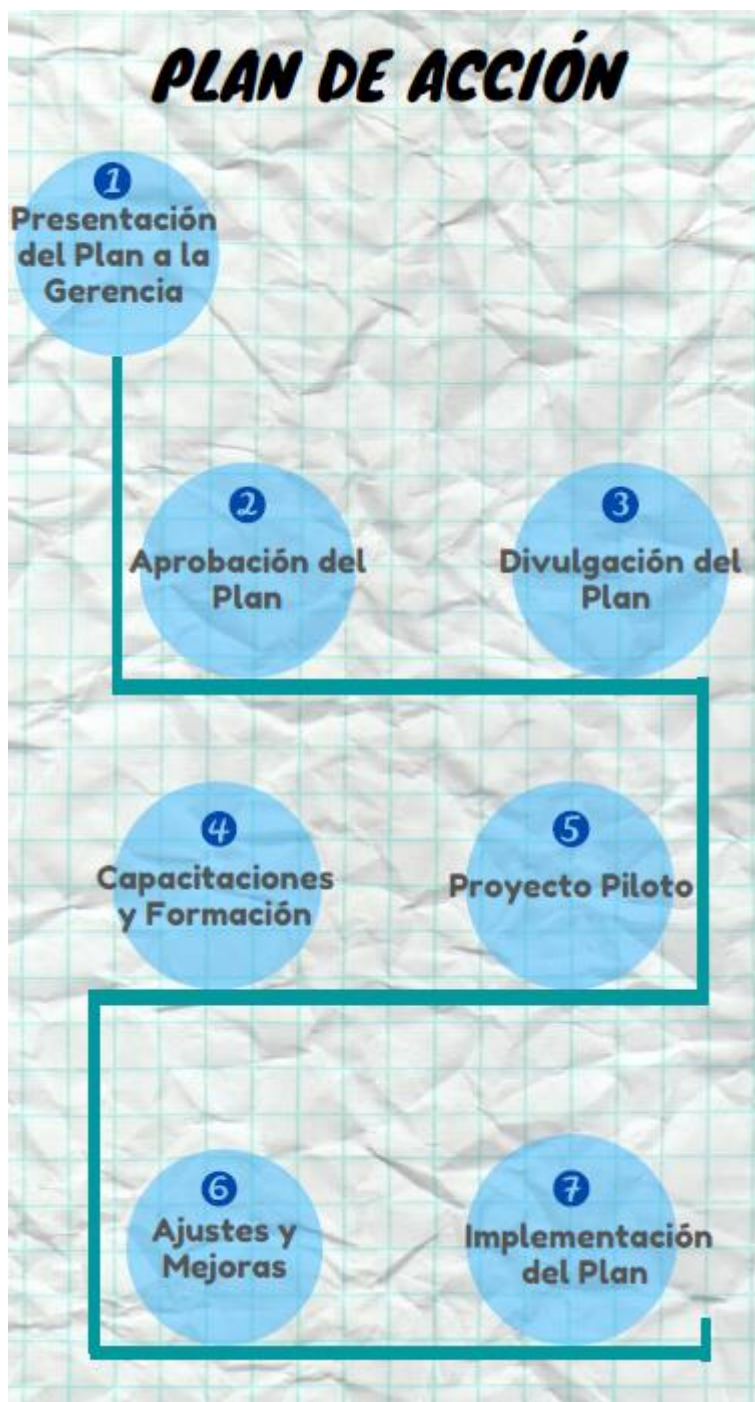 PLAN DE ACCIÓN
1
Presentación
del Plan a la
Gerencia
2
Aprobación del
Plan
3
Divulgación del
Plan
4
Capacitaciones
y Formación
5
Proyecto Piloto
6
Ajustes y
Mejoras
7
Implementación
del Plan